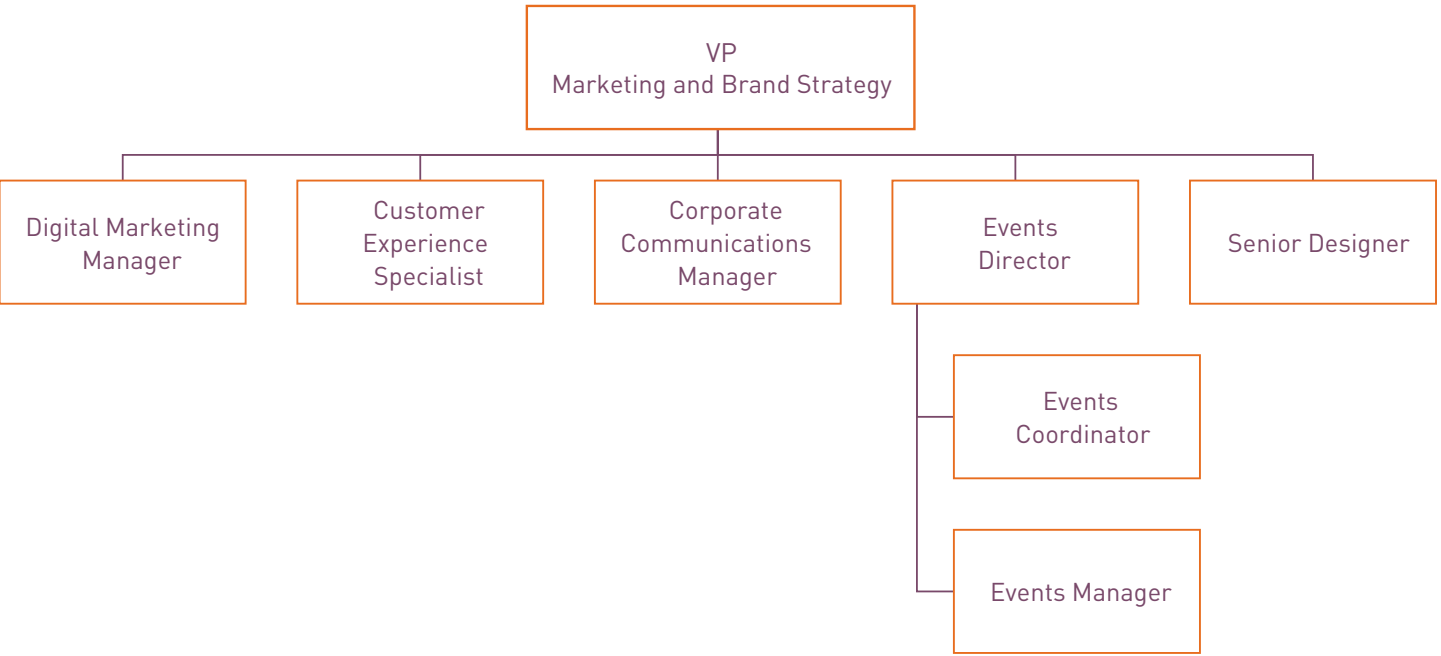 VP
Marketing and Brand Strategy
Digital Marketing
Manager
Customer
Experience
Specialist
Corporate
Communications
Manager
Events
Director
Senior Designer
Events
Coordinator
Events Manager